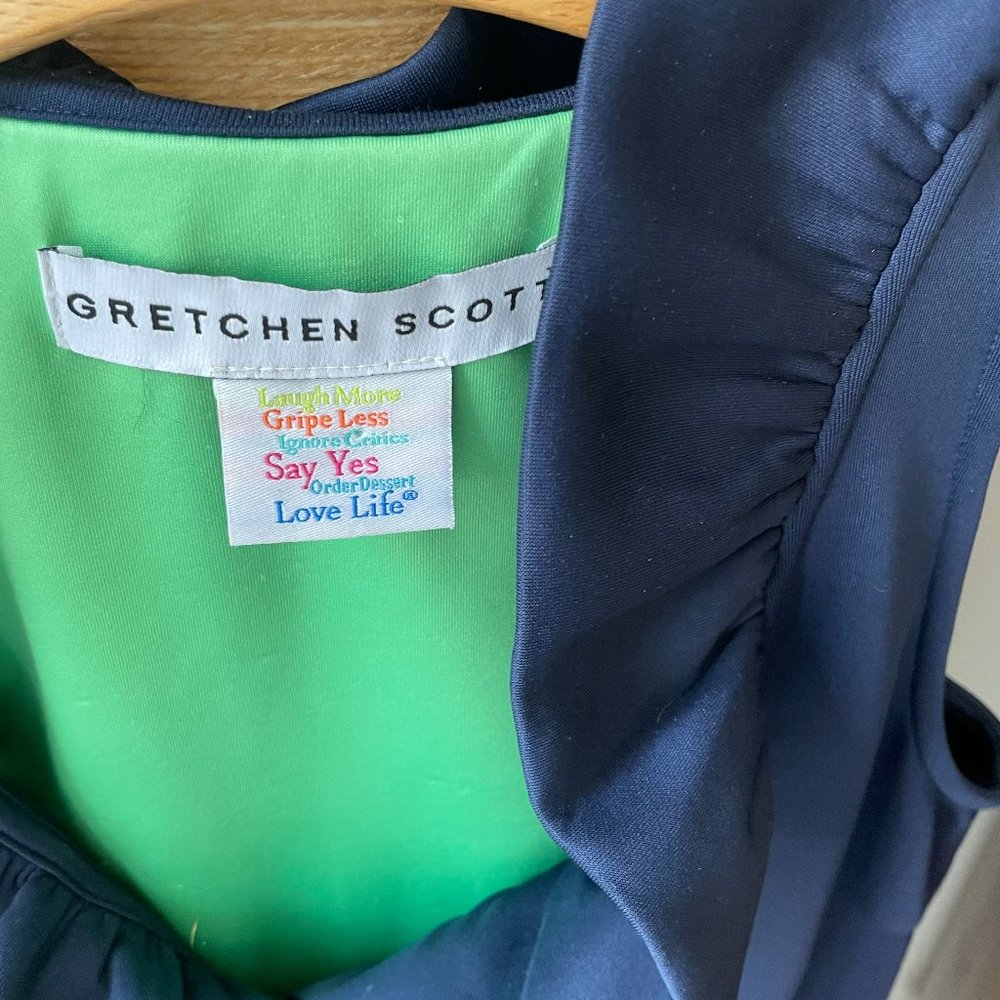 GRETCHEN SCOTT
Laugh More
Gripe Less
Ignore Critics
Say Yes
Order Dessert
Love Life®